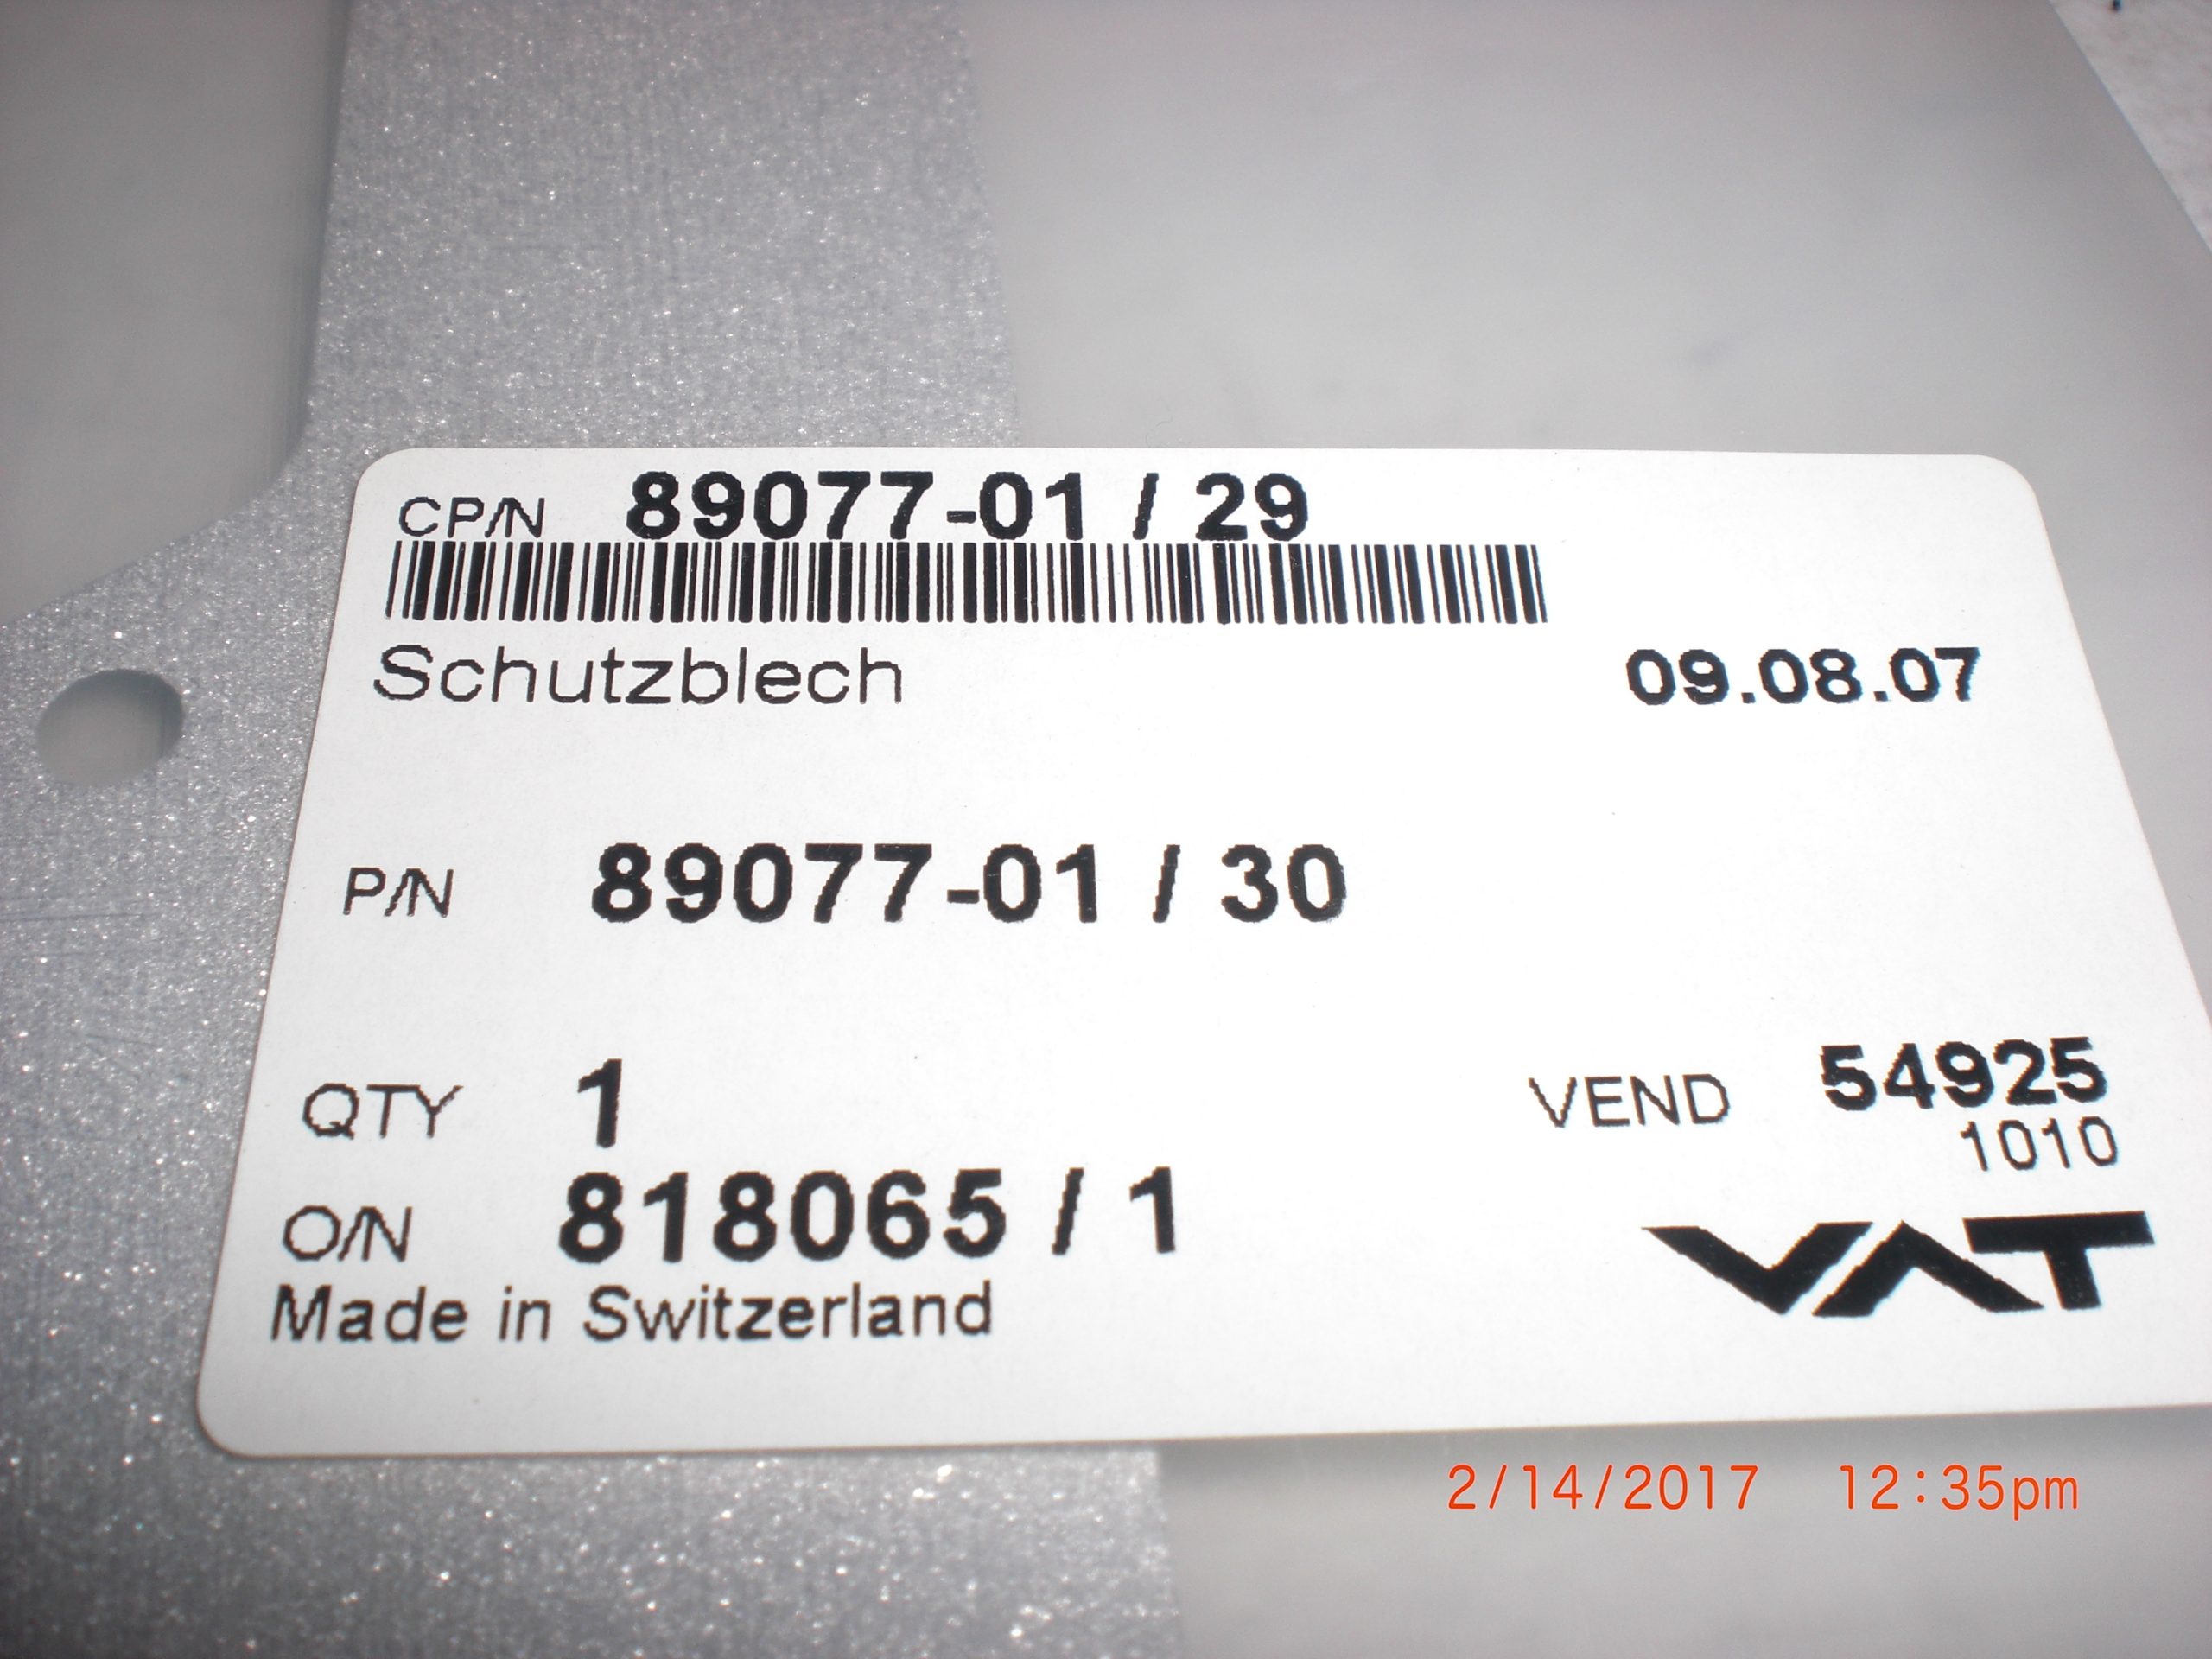 CP/N 89077-01 / 29
Schutzblech 09.08.07
P/N 89077-01 / 30
QTY 1 VEND 54925
1010
O/N 818065 / 1
VAT
Made in Switzerland
2/14/2017 12:35pm